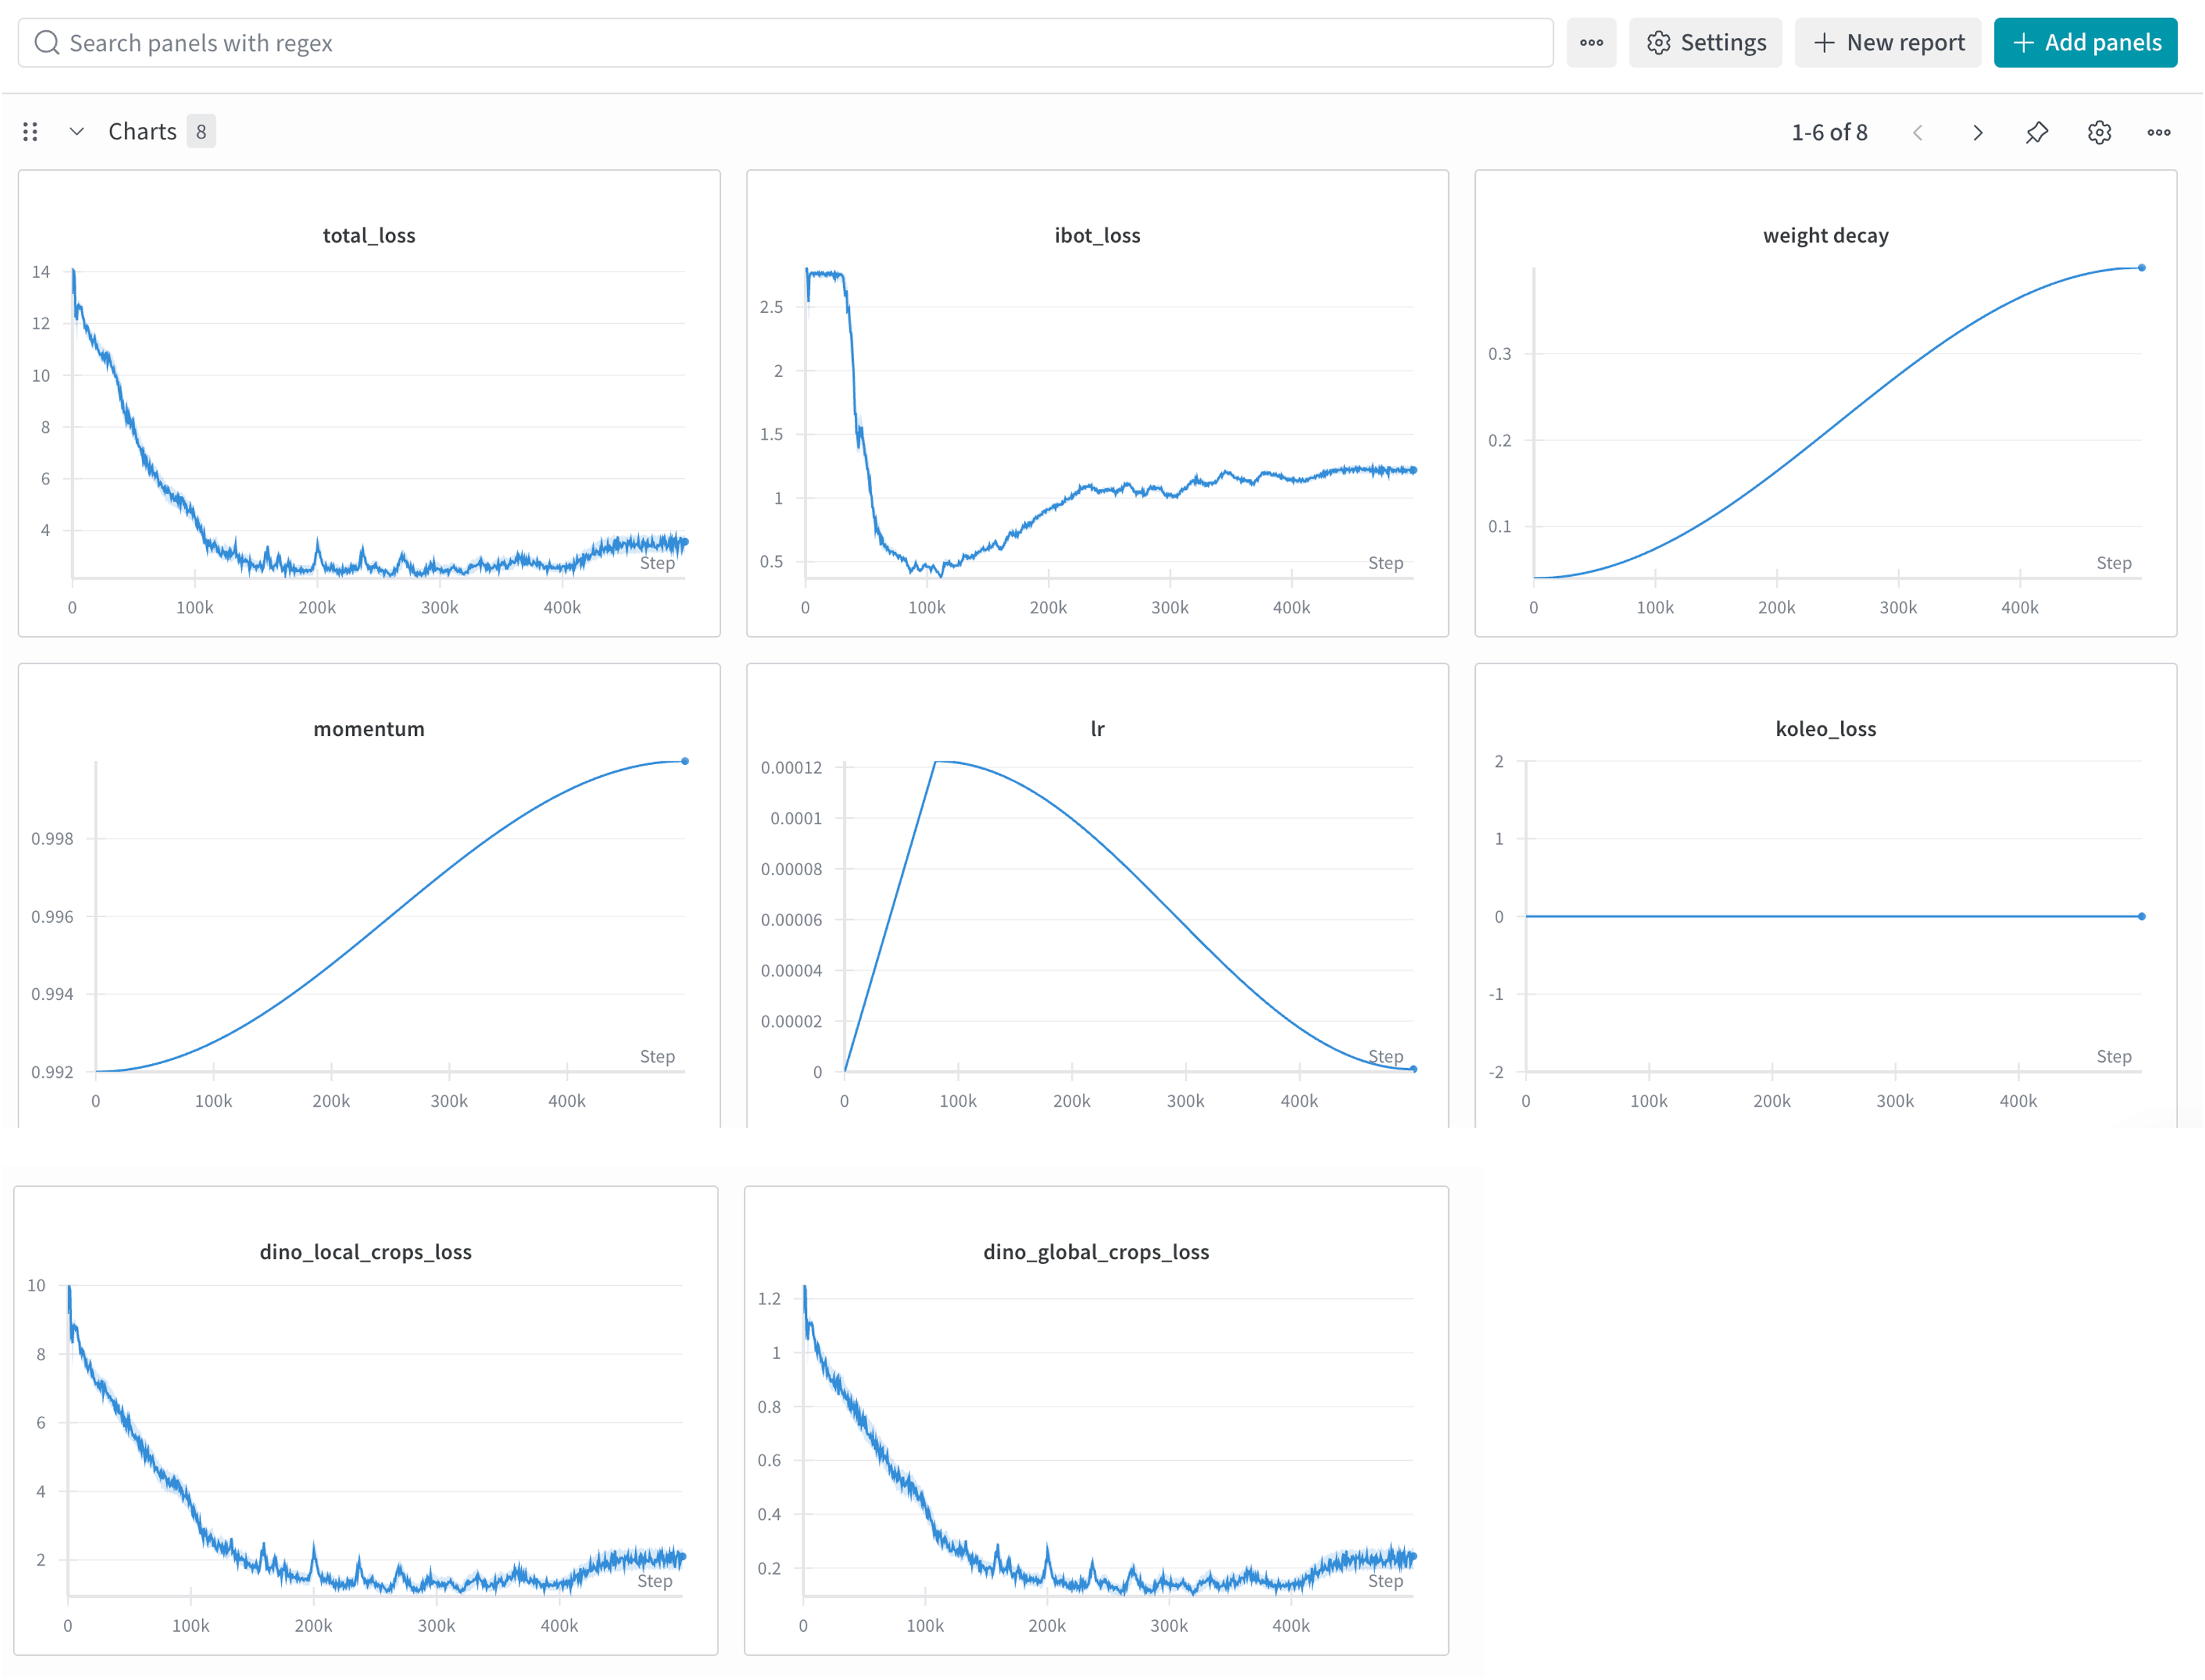 Search panels with regex
Settings
New report
Add panels
Charts 8
1-6 of 8
total_loss
14
12
10
8
6
4
Step
0 100k 200k 300k 400k
ibot_loss
2.5
2
1.5
1
0.5
Step
0 100k 200k 300k 400k
weight decay
0.3
0.2
0.1
Step
0 100k 200k 300k 400k
momentum
0.998
0.996
0.994
0.992
Step
0 100k 200k 300k 400k
lr
0.00012
0.0001
0.00008
0.00006
0.00004
0.00002
0
Step
0 100k 200k 300k 400k
koleo_loss
2
1
0
-1
-2
Step
0 100k 200k 300k 400k
dino_local_crops_loss
10
8
6
4
2
Step
0 100k 200k 300k 400k
dino_global_crops_loss
1.2
1
0.8
0.6
0.4
0.2
Step
0 100k 200k 300k 400k